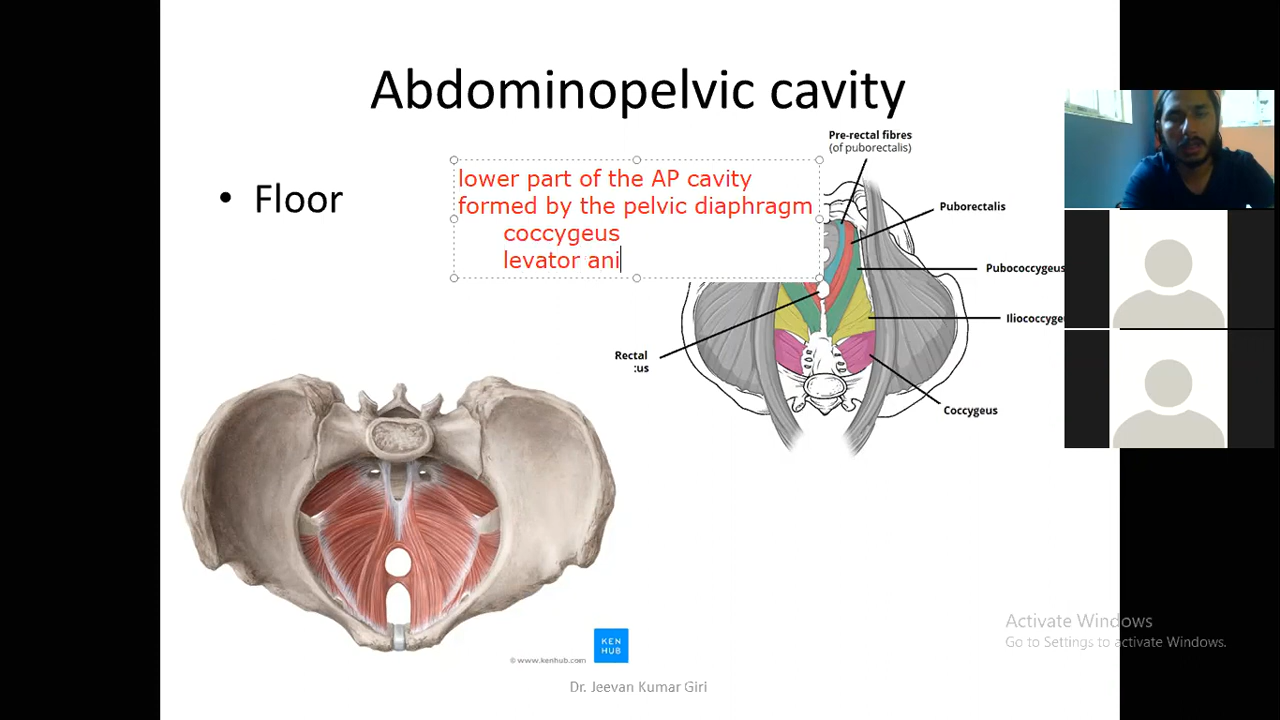 Abdominopelvic cavity
Pre-rectal fibres
(of puborectalis)
lower part of the AP cavity
formed by the pelvic diaphragm
coccygeus
levator ani
• Floor
Puborectalis
Pubococcygeus
Iliococcyge
Rectal
:us
Coccygeus
KEN
HUB
© www.kenhub.com
Activate Windows
Go to Settings to activate Windows.
Dr. Jeevan Kumar Giri